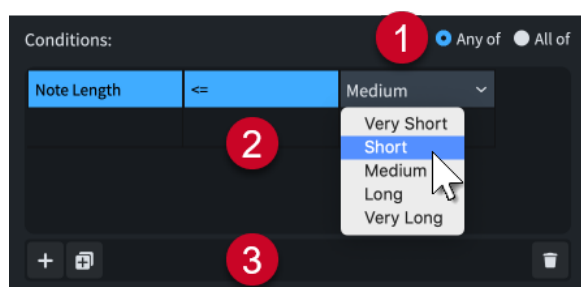 Conditions:
1
Any of
All of
Note Length
<=
Medium
2
Very Short
Short
Medium
Long
Very Long
3